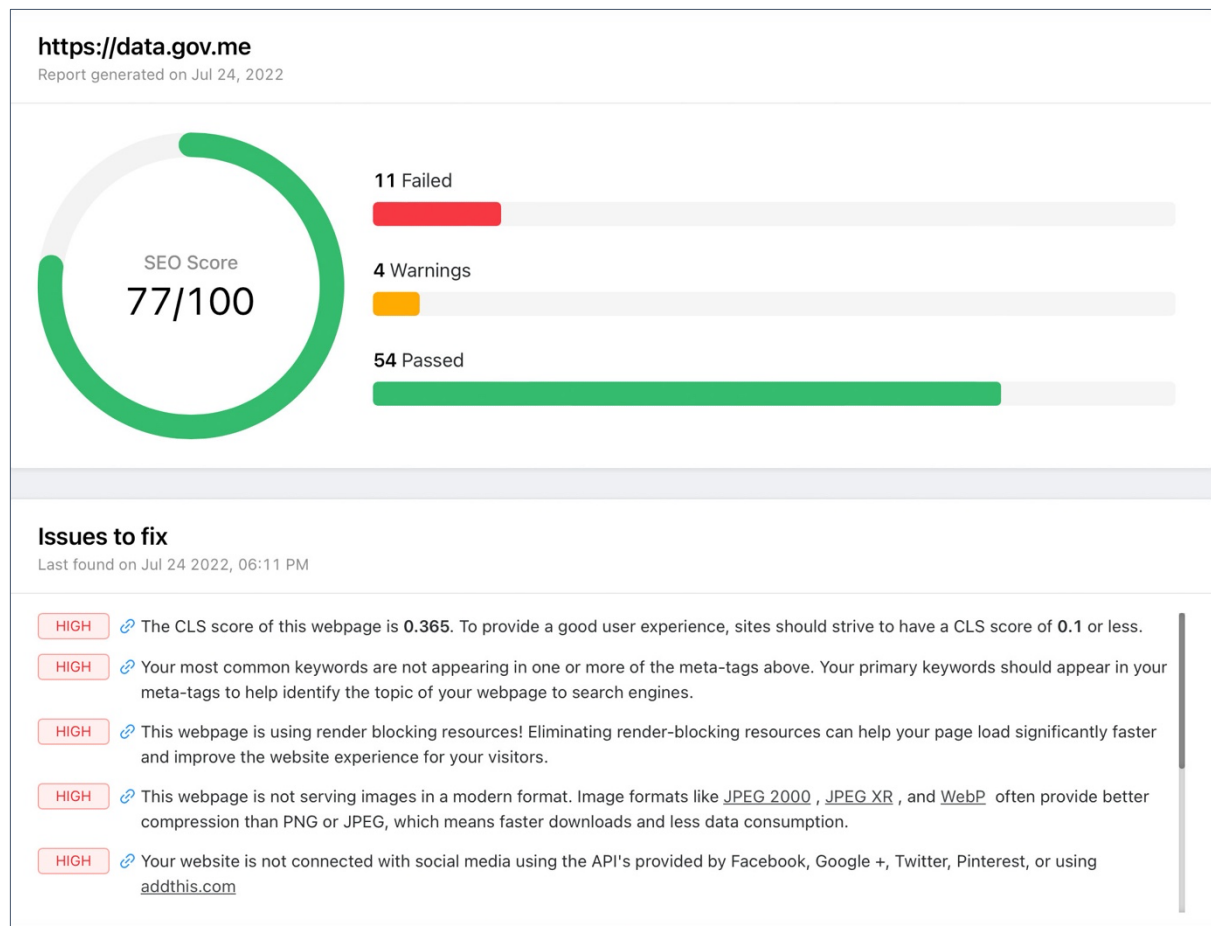 https://data.gov.me
Report generated on Jul 24, 2022
SEO Score
77/100
11 Failed
4 Warnings
54 Passed
Issues to fix
Last found on Jul 24 2022, 06:11 PM
HIGH The CLS score of this webpage is 0.365. To provide a good user experience, sites should strive to have a CLS score of 0.1 or less.
HIGH Your most common keywords are not appearing in one or more of the meta-tags above. Your primary keywords should appear in your
meta-tags to help identify the topic of your webpage to search engines.
HIGH This webpage is using render blocking resources! Eliminating render-blocking resources can help your page load significantly faster
and improve the website experience for your visitors.
HIGH This webpage is not serving images in a modern format. Image formats like JPEG 2000 , JPEG XR , and WebP often provide better
compression than PNG or JPEG, which means faster downloads and less data consumption.
HIGH Your website is not connected with social media using the API's provided by Facebook, Google +, Twitter, Pinterest, or using
addthis.com